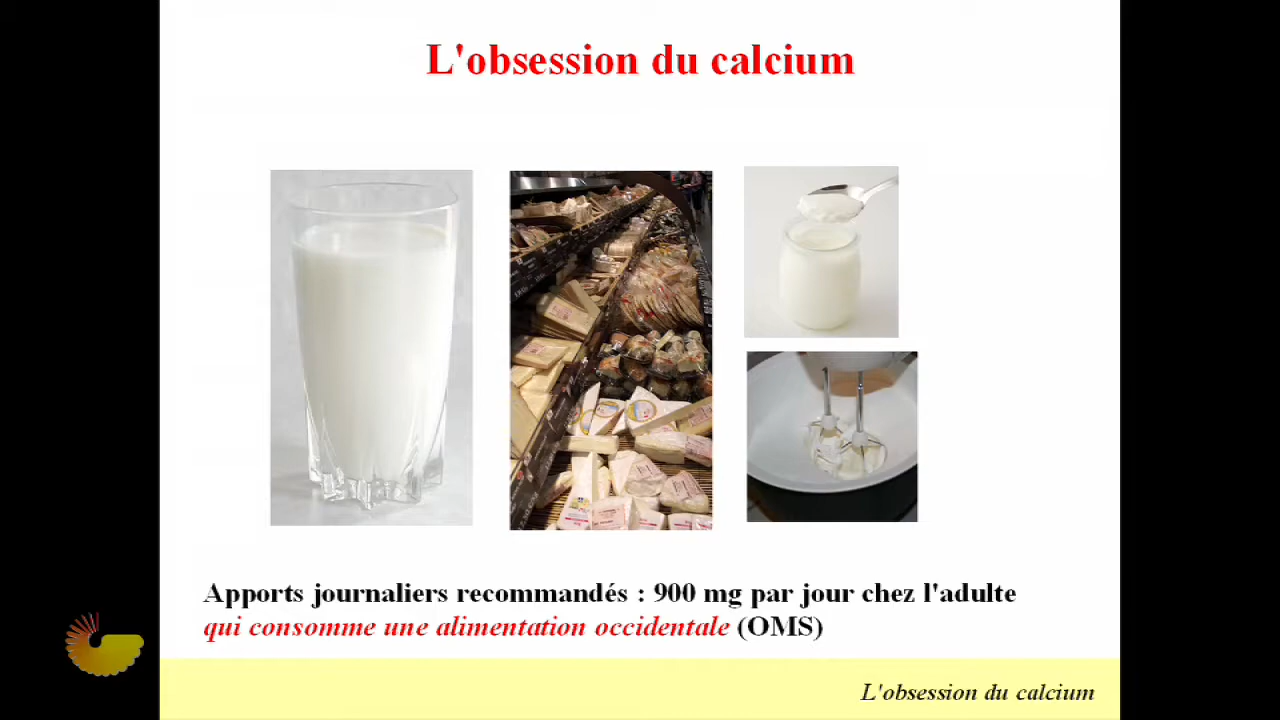 L'obsession du calcium
Apports journaliers recommandés : 900 mg par jour chez l'adulte
qui consomme une alimentation occidentale (OMS)
L'obsession du calcium